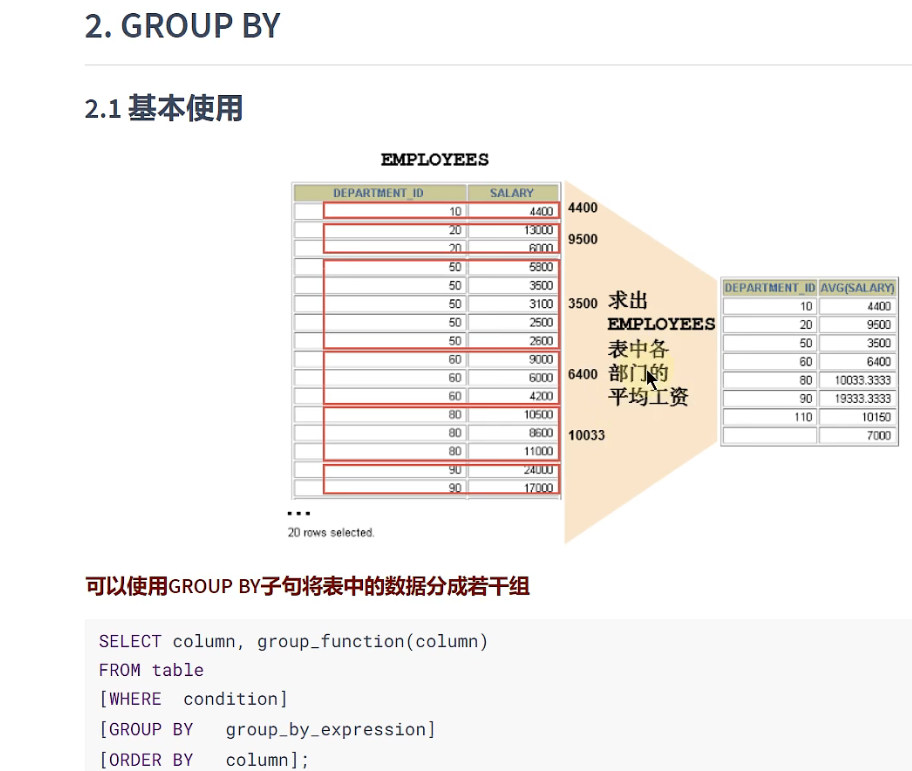 2. GROUP BY
2.1 基本使用
EMPLOYEES
DEPARTMENT_ID SALARY
10 4400
20 13000
20 6000
50 5800
50 3500
50 3100
50 2500
50 2600
60 9000
60 6000
60 4200
80 10500
80 8600
80 11000
90 24000
90 17000
...
20 rows selected.
4400
9500
3500
6400
10033
求出
EMPLOYEES
表中各
部门的
平均工资
DEPARTMENT_ID AVG(SALARY)
10 4400
20 9500
50 3500
60 6400
80 10033.3333
90 19333.3333
110 10150
7000
可以使用GROUP BY子句将表中的数据分成若干组
SELECT column, group_function(column)
FROM table
[WHERE condition]
[GROUP BY group_by_expression]
[ORDER BY column];